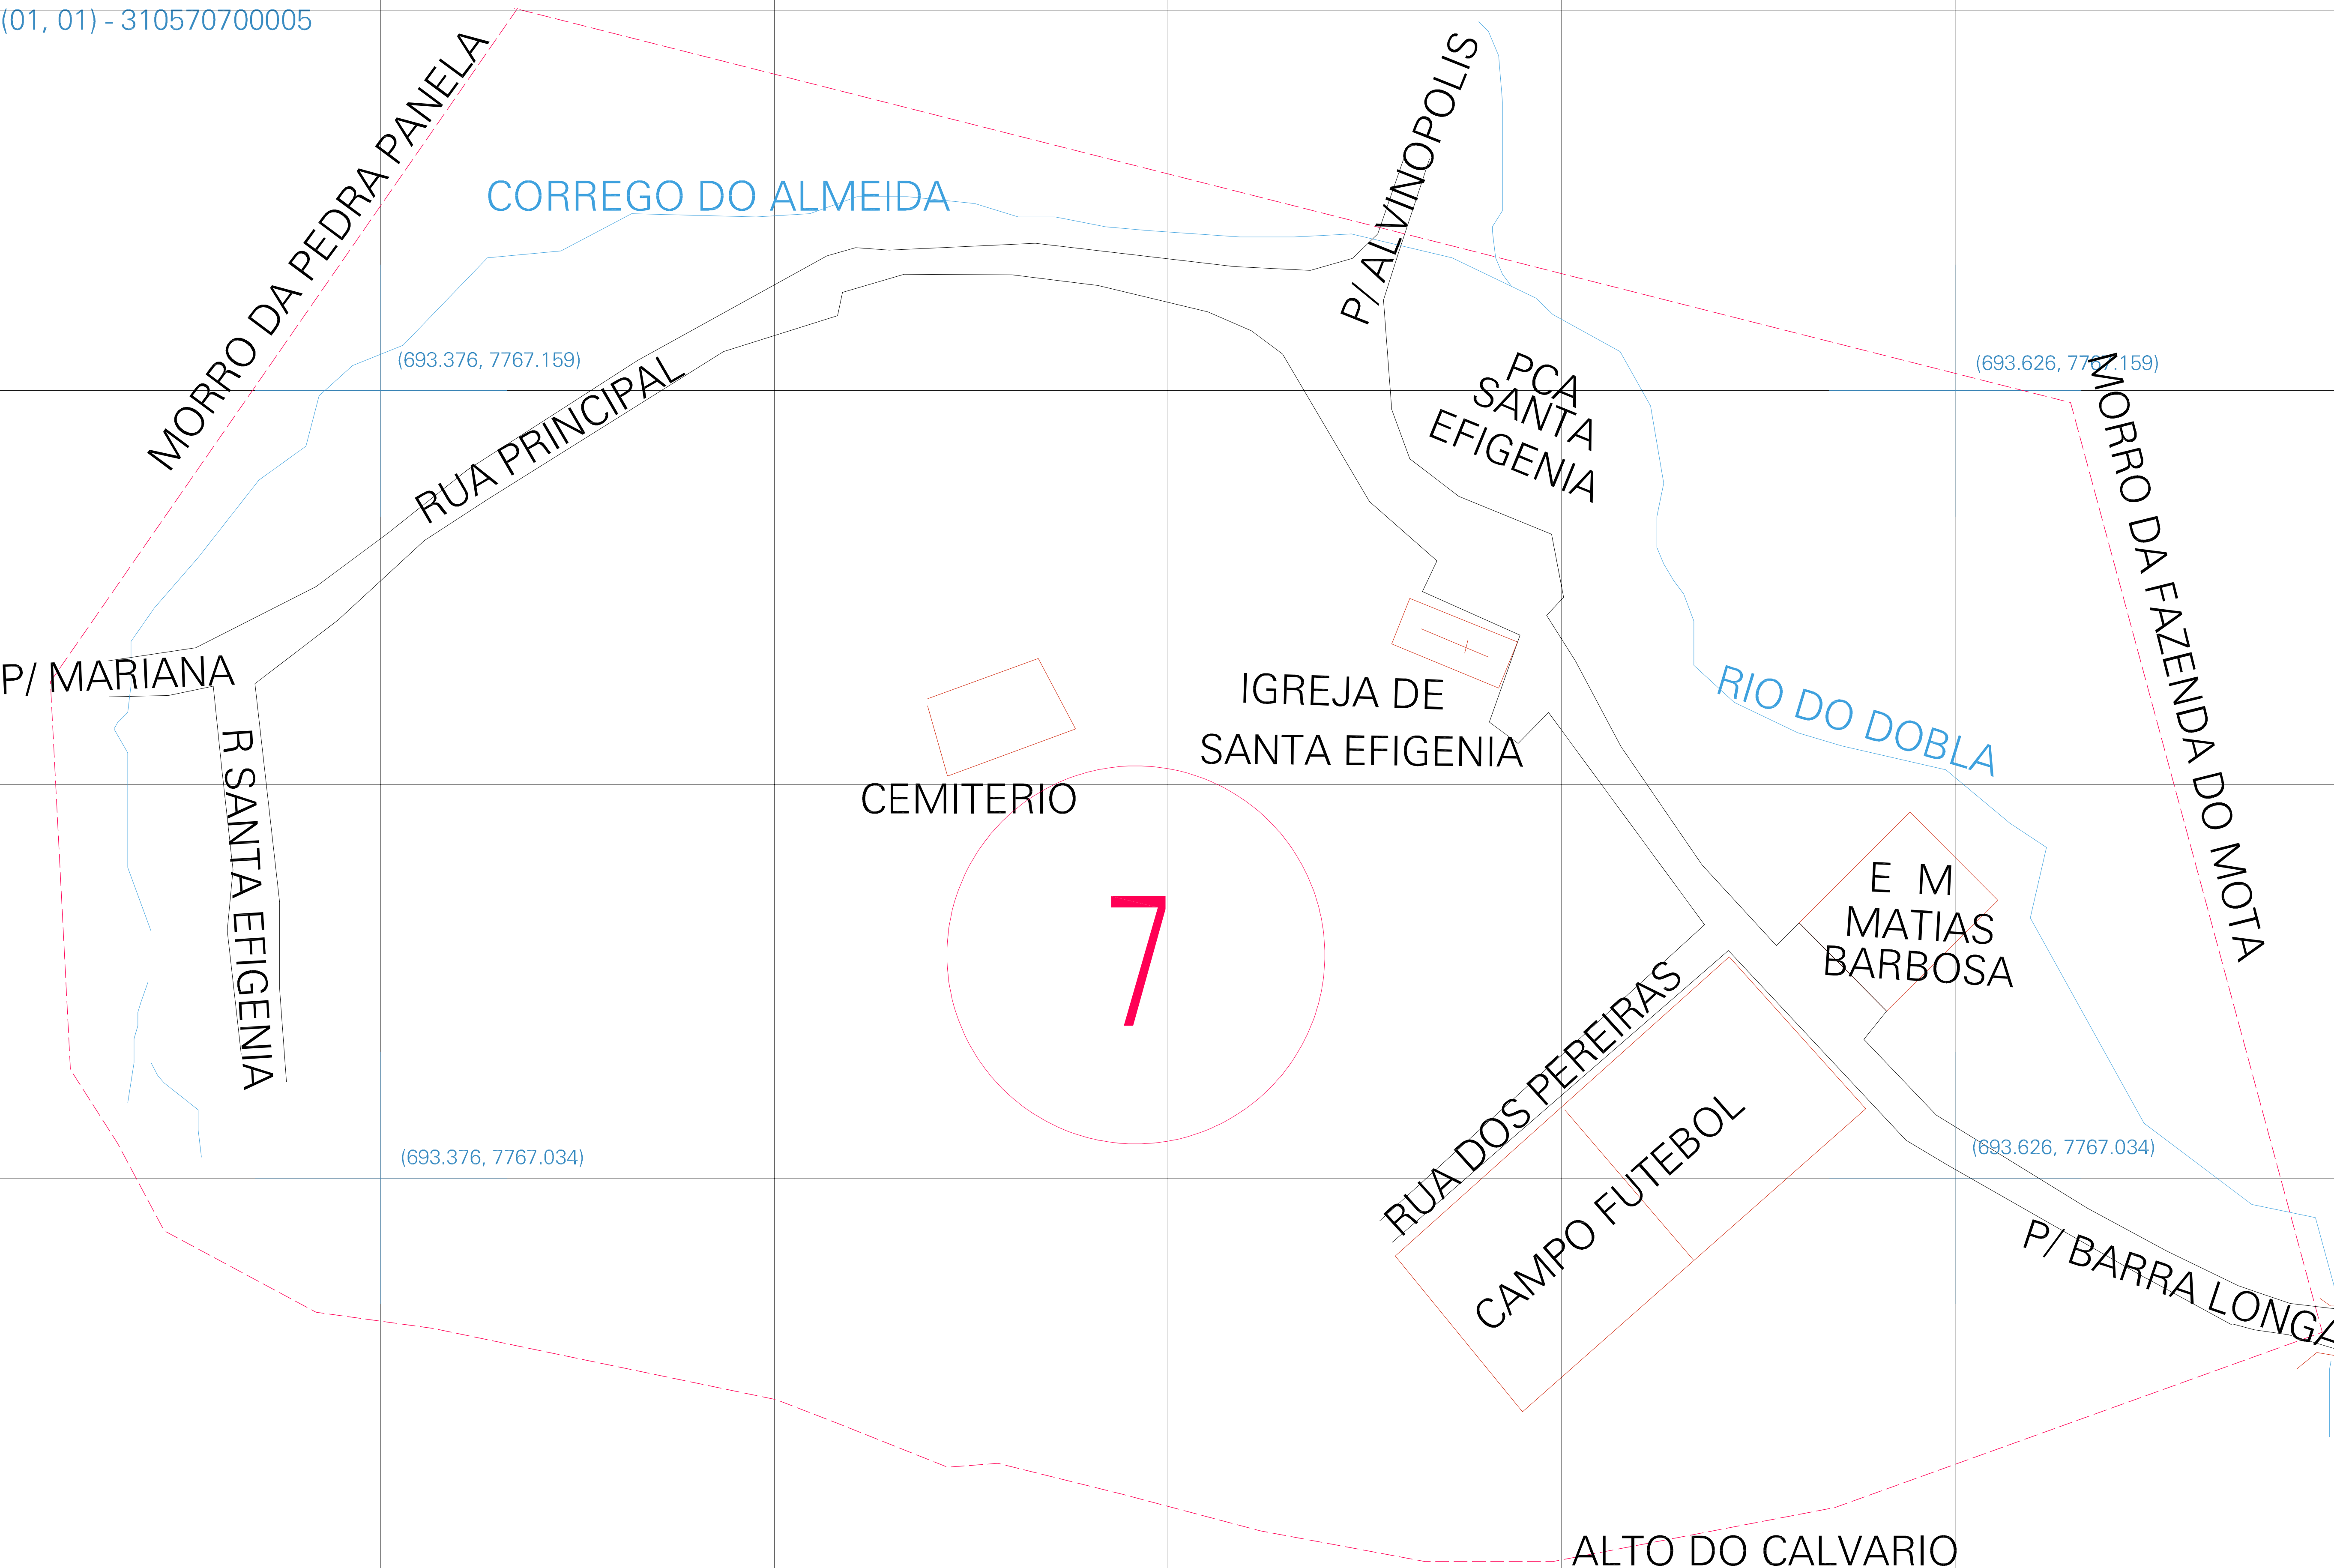 (01, 01) - 310570700005
MORRO DA PEDRA PANELA
CORREGO DO ALMEIDA
P/ ALVINOPOLIS
(693.376, 7767.159)
(693.626, 7767.159)
RUA PRINCIPAL
PCA
SANTA
EFIGENIA
MORRO DA FAZENDA DO MOTA
P/ MARIANA
R SANTA EFIGENIA
IGREJA DE
SANTA EFIGENIA
RIO DO DOBLA
CEMITERIO
7
E M
MATIAS
BARBOSA
RUA DOS PEREIRAS
CAMPO FUTEBOL
(693.376, 7767.034)
(693.626, 7767.034)
P/ BARRA LONGA
ALTO DO CALVARIO